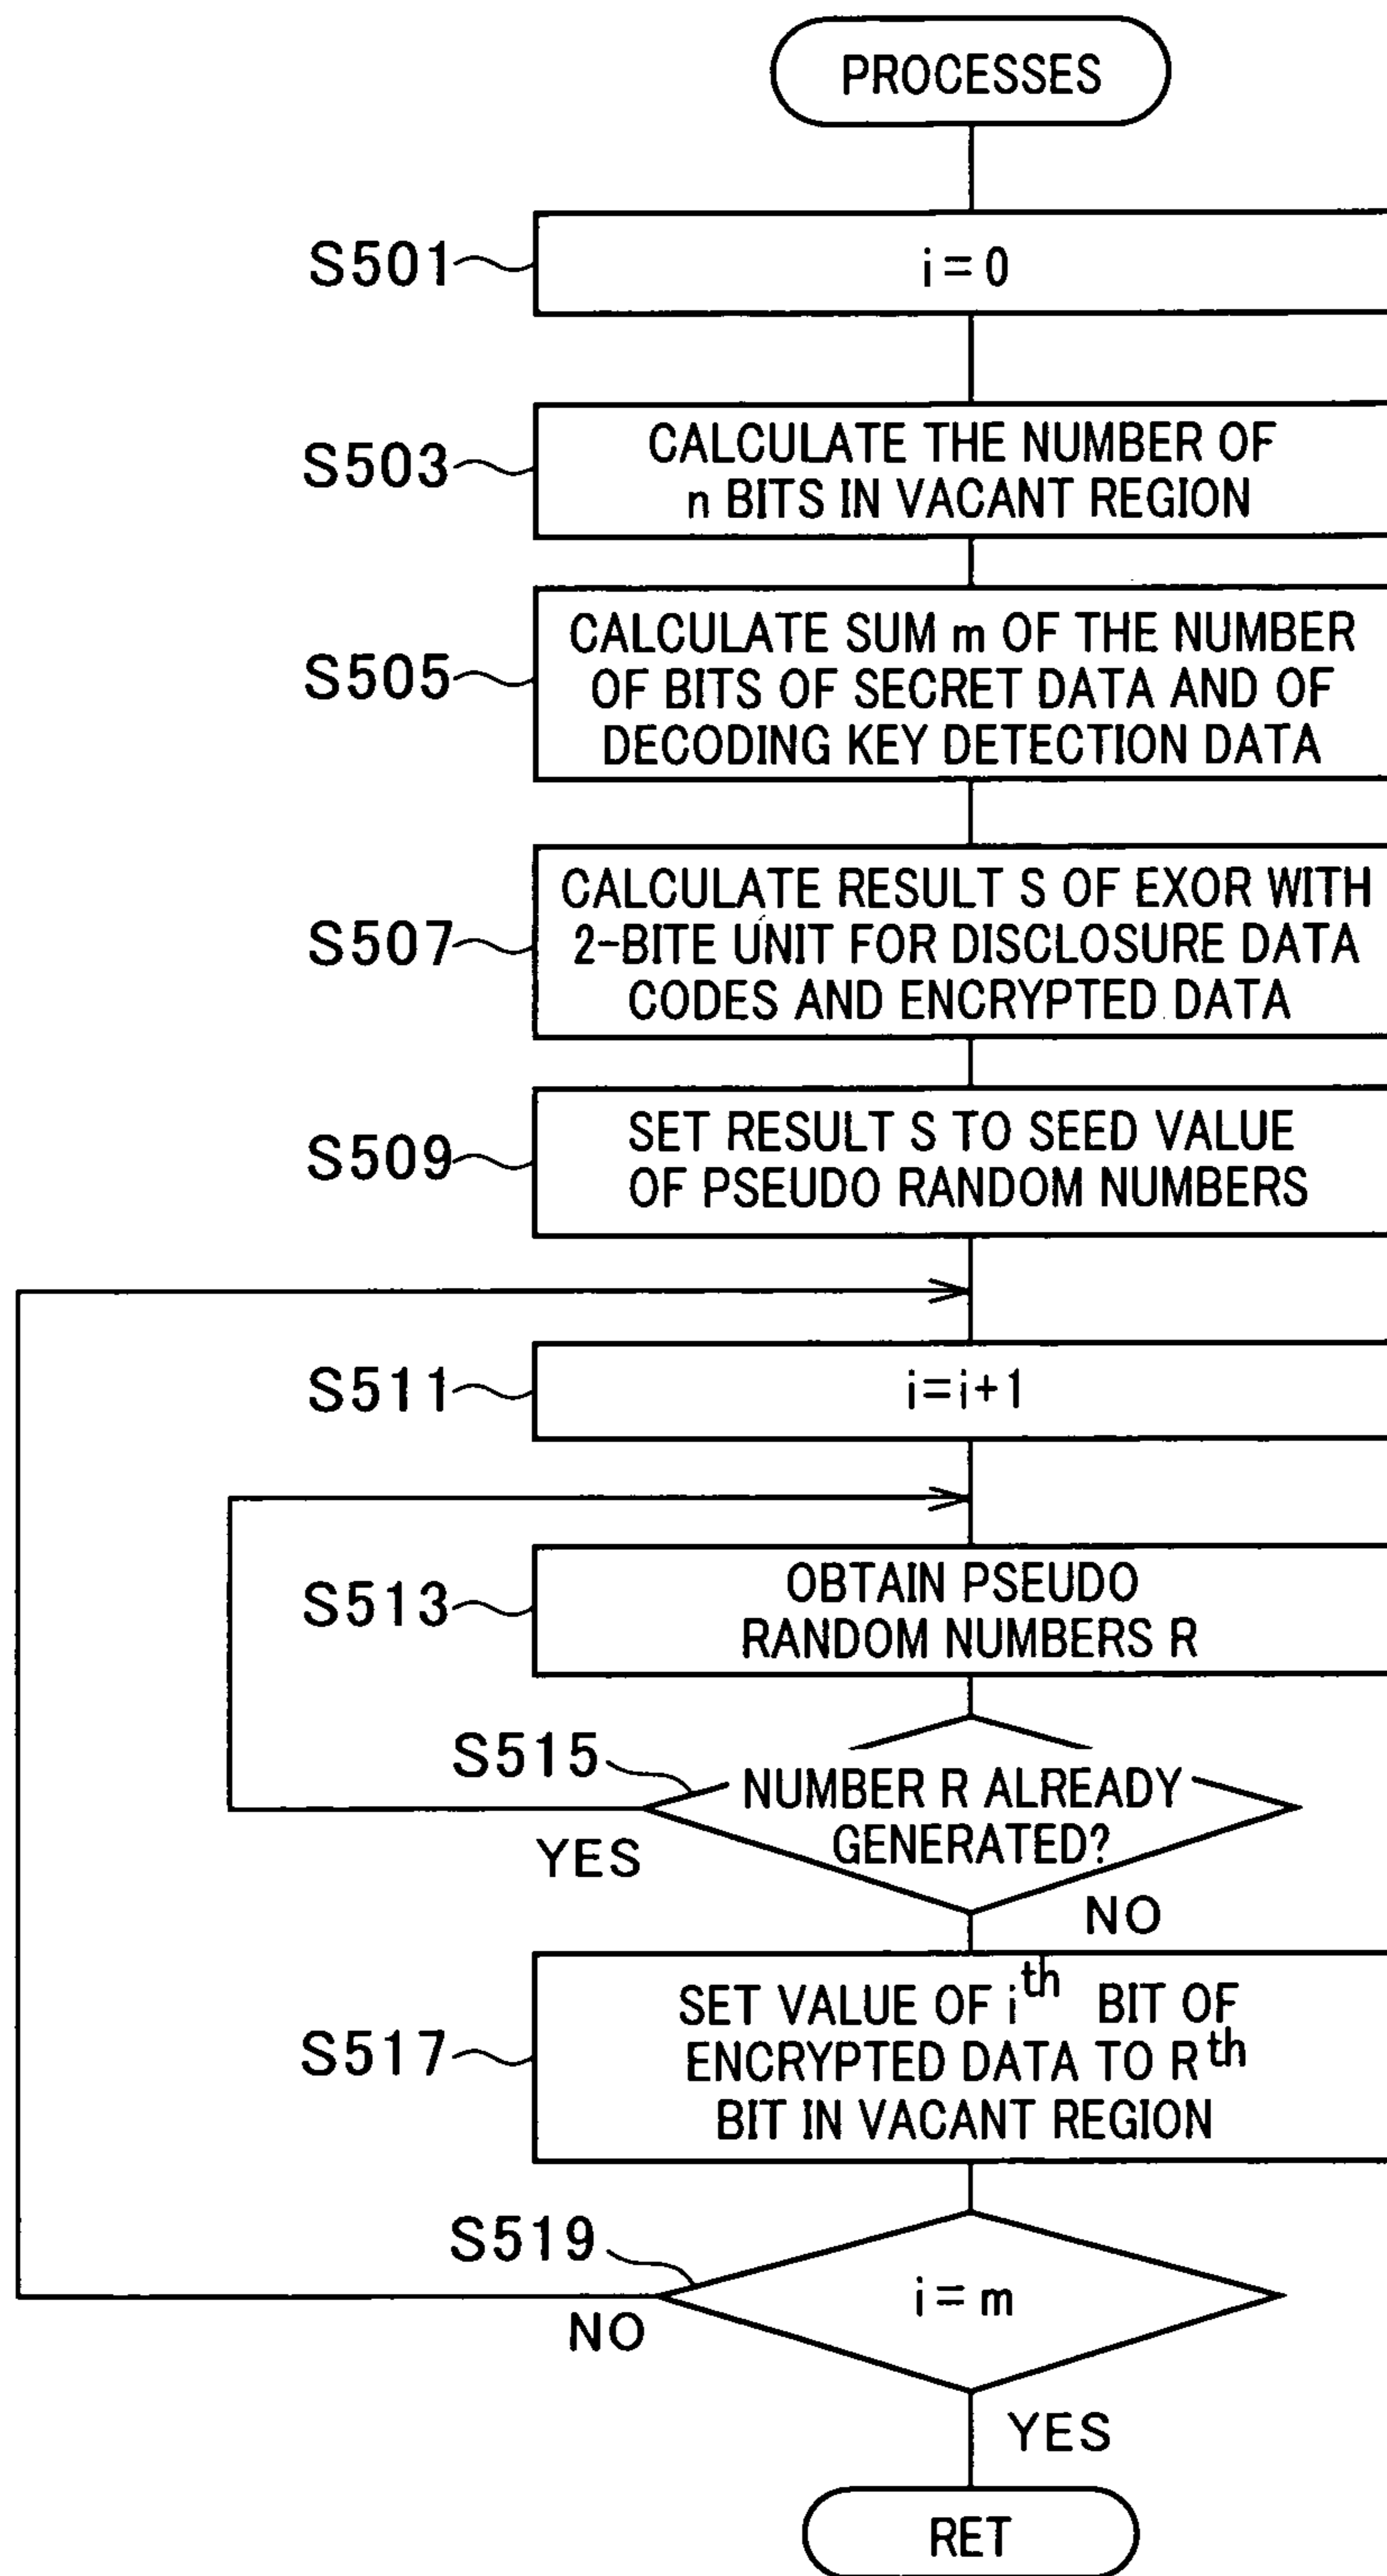 PROCESSES
S501
i=0
S503
CALCULATE THE NUMBER OF
n BITS IN VACANT REGION
S505
CALCULATE SUM m OF THE NUMBER
OF BITS OF SECRET DATA AND OF
DECODING KEY DETECTION DATA
S507
CALCULATE RESULT S OF EXOR WITH
2-BITE UNIT FOR DISCLOSURE DATA
CODES AND ENCRYPTED DATA
S509
SET RESULT S TO SEED VALUE
OF PSEUDO RANDOM NUMBERS
S511
i=i+1
S513
OBTAIN PSEUDO
RANDOM NUMBERS R
S515
NUMBER R ALREADY
GENERATED?
YES
NO
S517
SET VALUE OF ith BIT OF
ENCRYPTED DATA TO Rth
BIT IN VACANT REGION
S519
i=m
NO
YES
RET